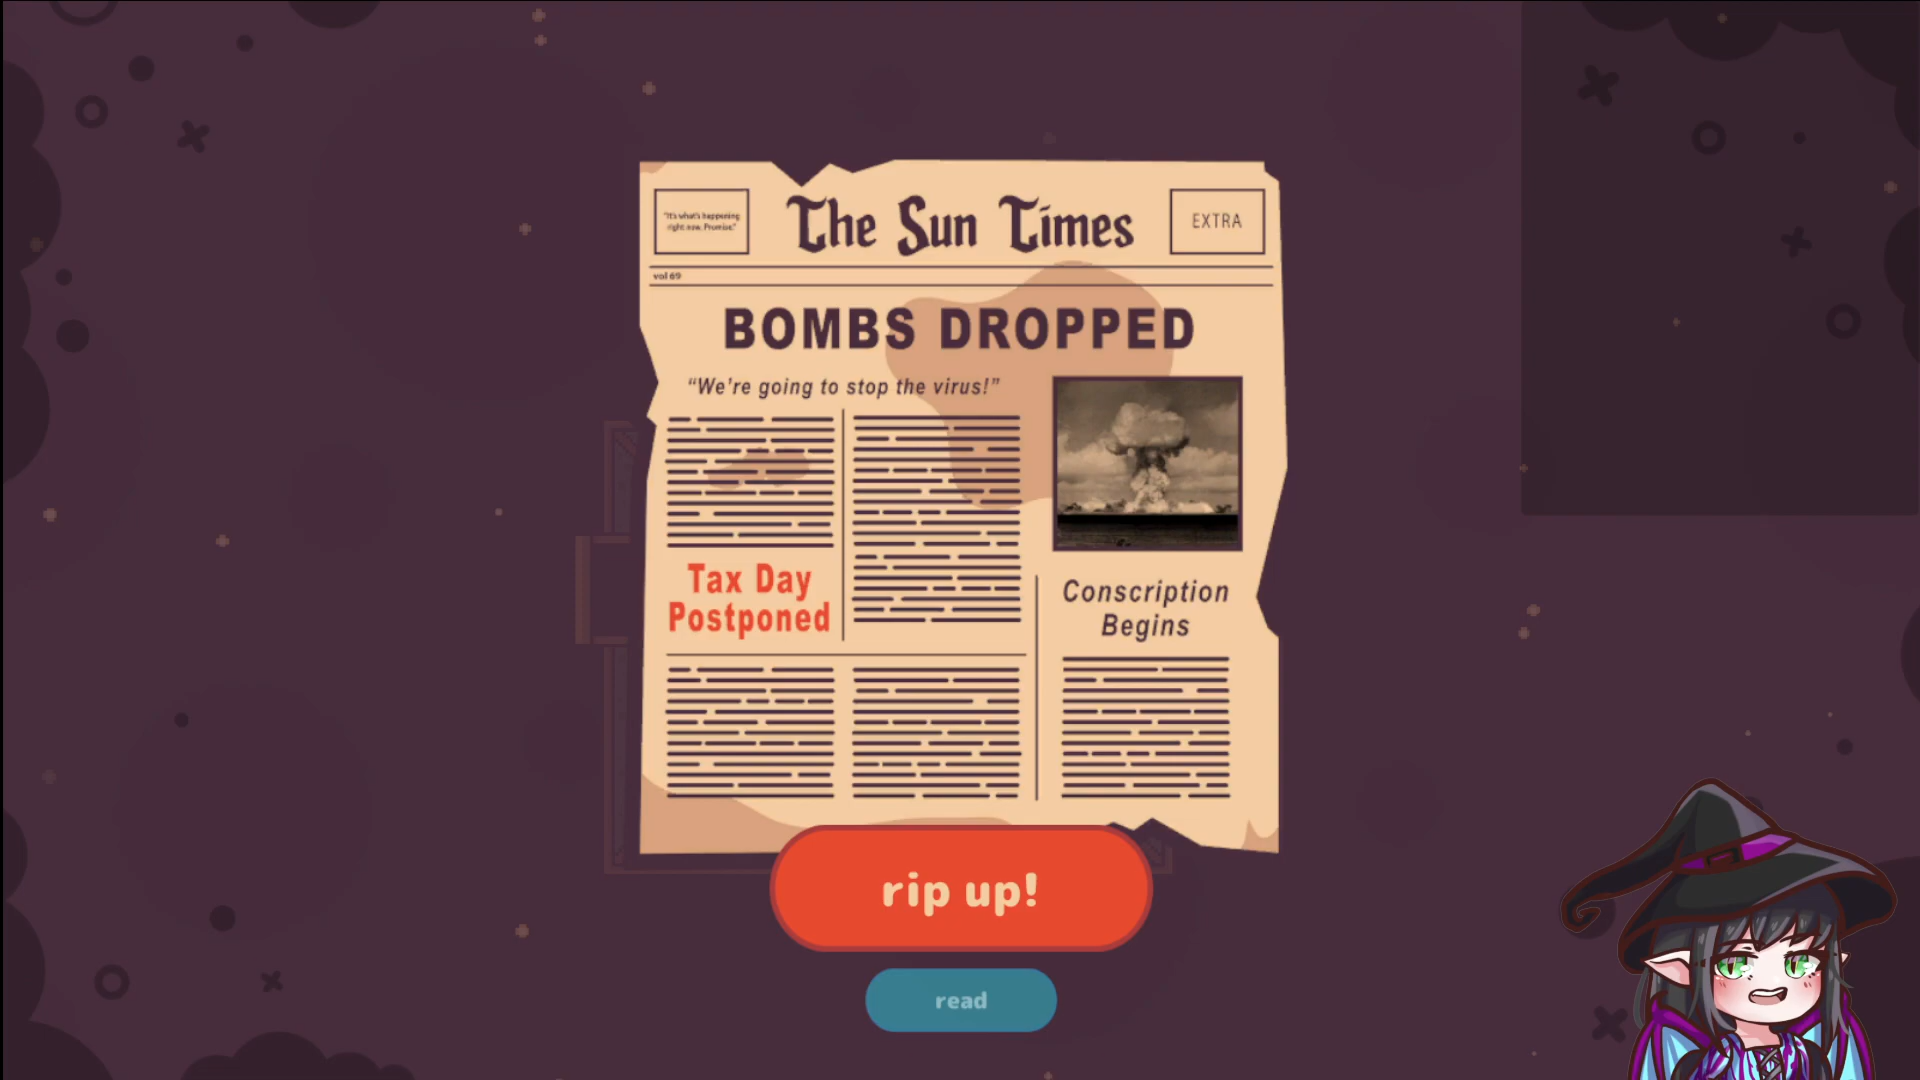 "It's what's happening
right now. Promise."
The Sun Times
EXTRA
vol 69
BOMBS DROPPED
“We’re going to stop the virus!”
Tax Day
Postponed
Conscription
Begins
rip up!
read